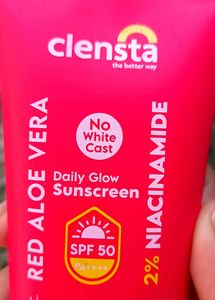 clensta
the better way
No
White
Cast
RED ALOE VERA
Daily Glow
Sunscreen
2% NIACINAMIDE
SPF 50
PA++++